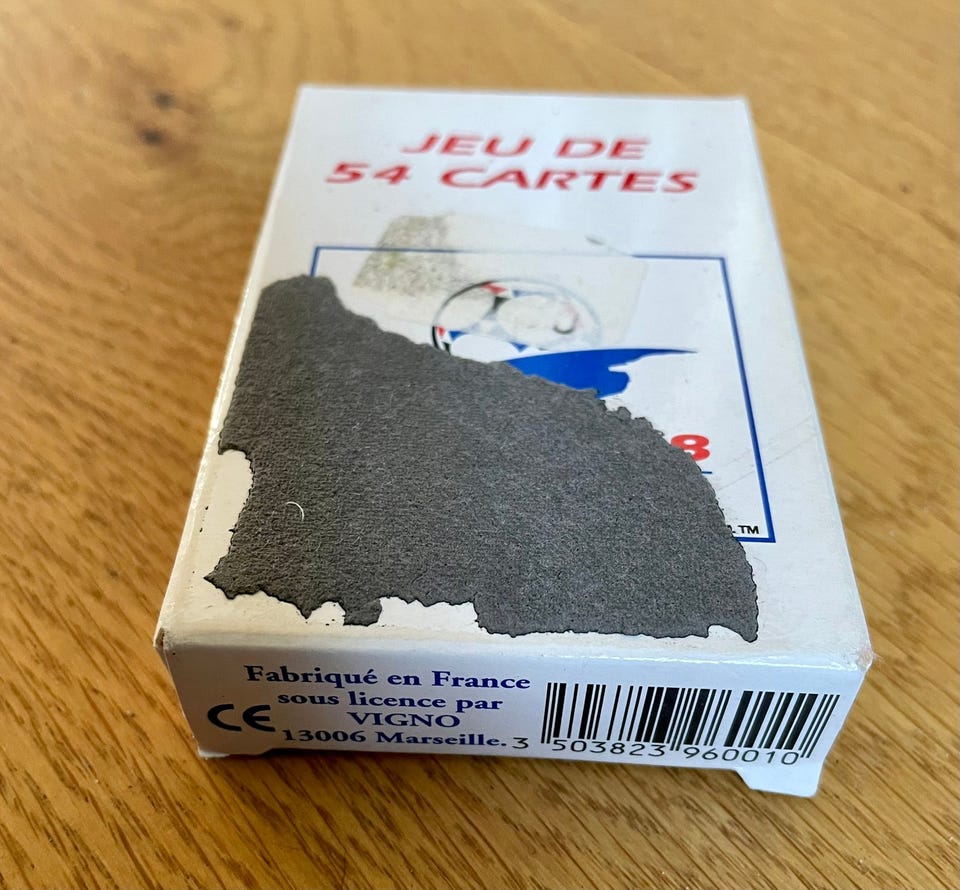 JEU DE
54 CARTES
8
TM
Fabriqué en France
sous licence par
VIGNO
13006 Marseille.
CE
3 503823 960010